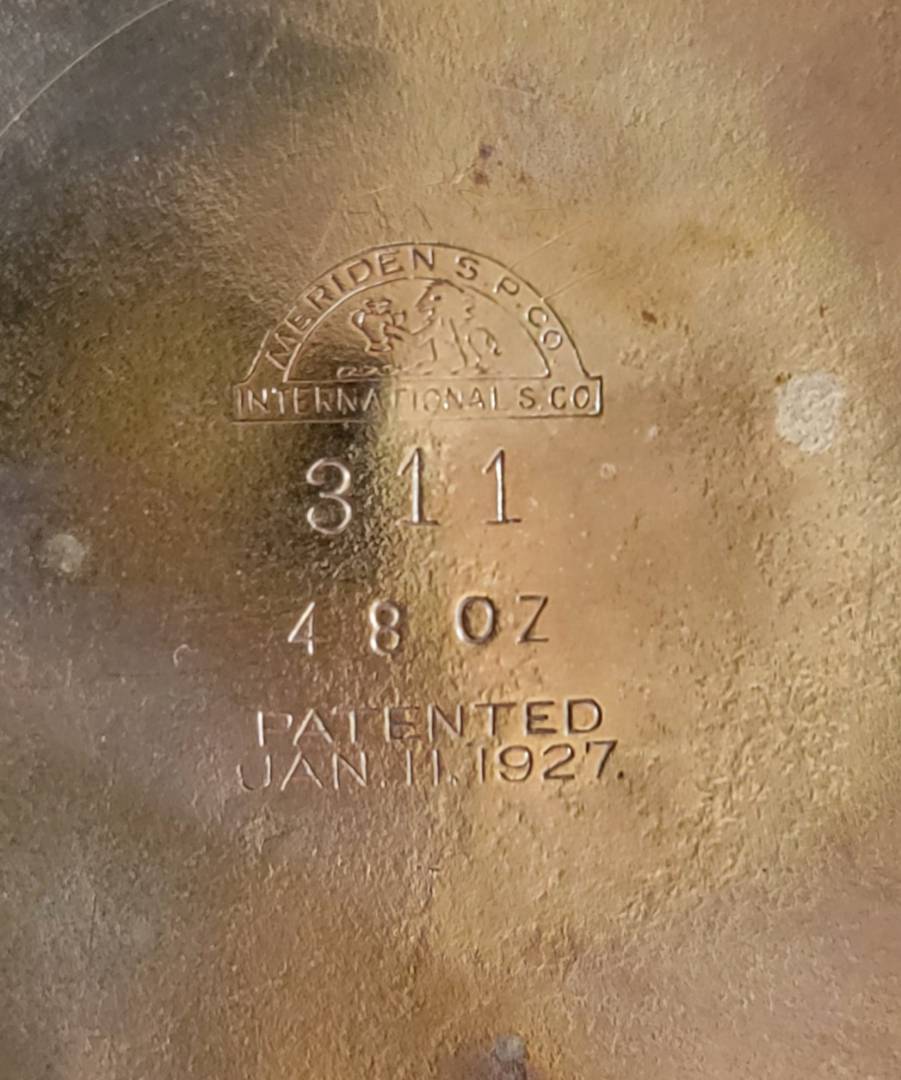 MERIDEN S. P. CO.
INTERNATIONAL S. CO.
311
48 OZ
PATENTED
JAN. 11. 1927.